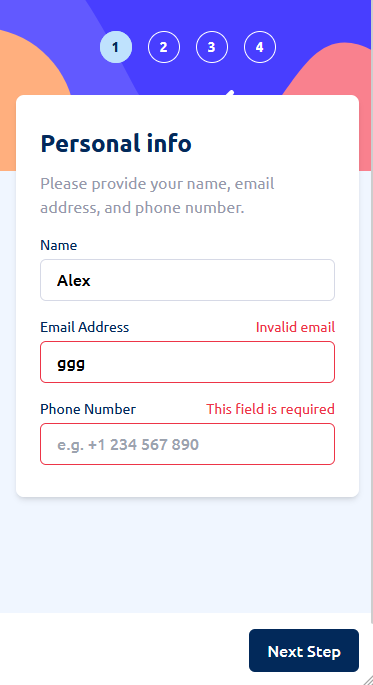 1 2 3 4
Personal info
Please provide your name, email
address, and phone number.
Name
Alex
Email Address Invalid email
ggg
Phone Number This field is required
e.g. +1 234 567 890
Next Step